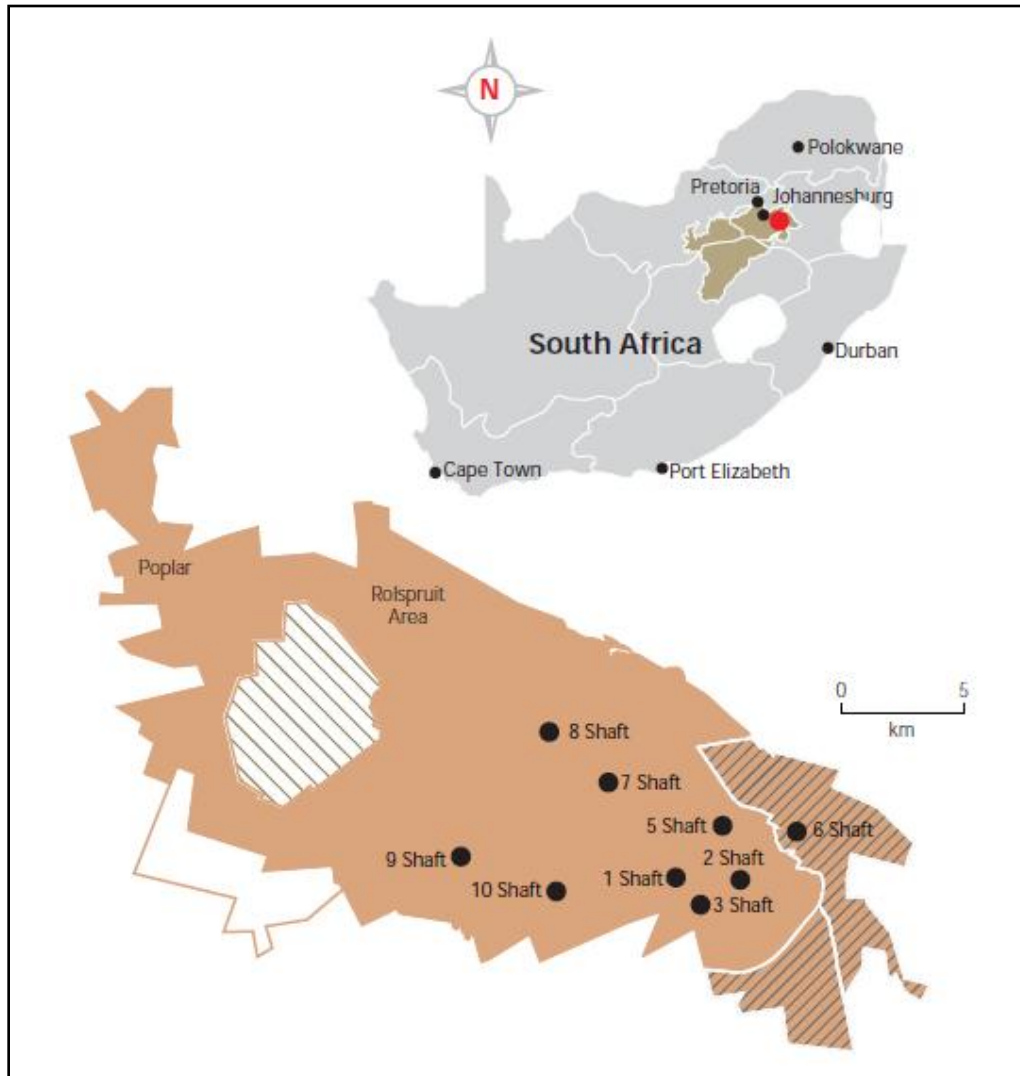 N
Polokwane
Pretoria
Johannesburg
South Africa
Durban
Cape Town
Port Elizabeth
Poplar
Rolspruit
Area
0 5
km
8 Shaft
7 Shaft
5 Shaft
6 Shaft
9 Shaft
2 Shaft
1 Shaft
10 Shaft
3 Shaft